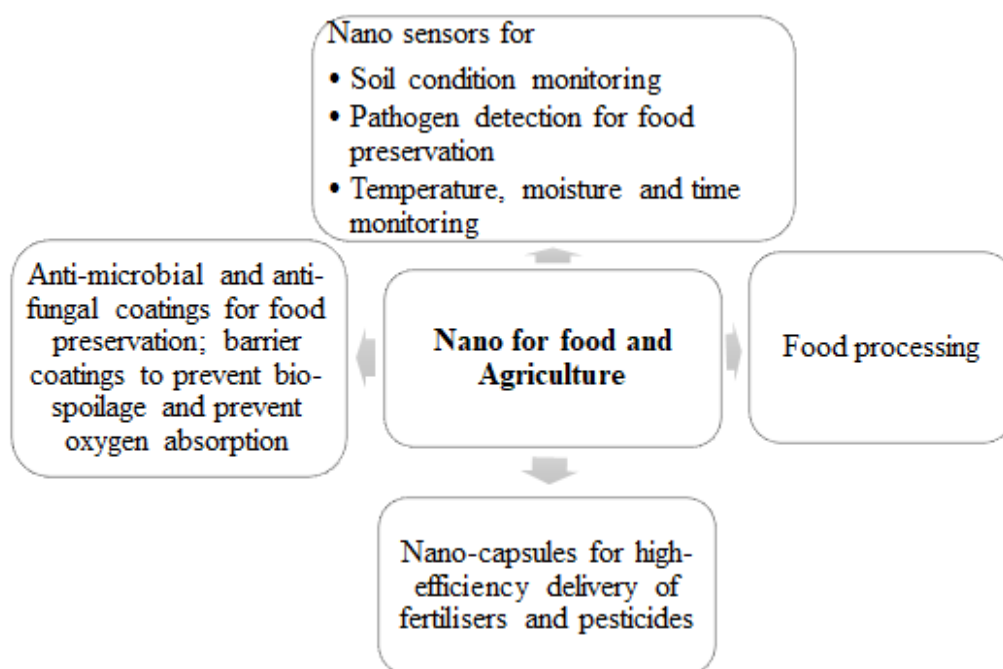 Nano sensors for
• Soil condition monitoring
• Pathogen detection for food
preservation
• Temperature, moisture and time
monitoring
Anti-microbial and anti-
fungal coatings for food
preservation; barrier
coatings to prevent bio-
spoilage and prevent
oxygen absorption
Nano for food and
Agriculture
Food processing
Nano-capsules for high-
efficiency delivery of
fertilisers and pesticides